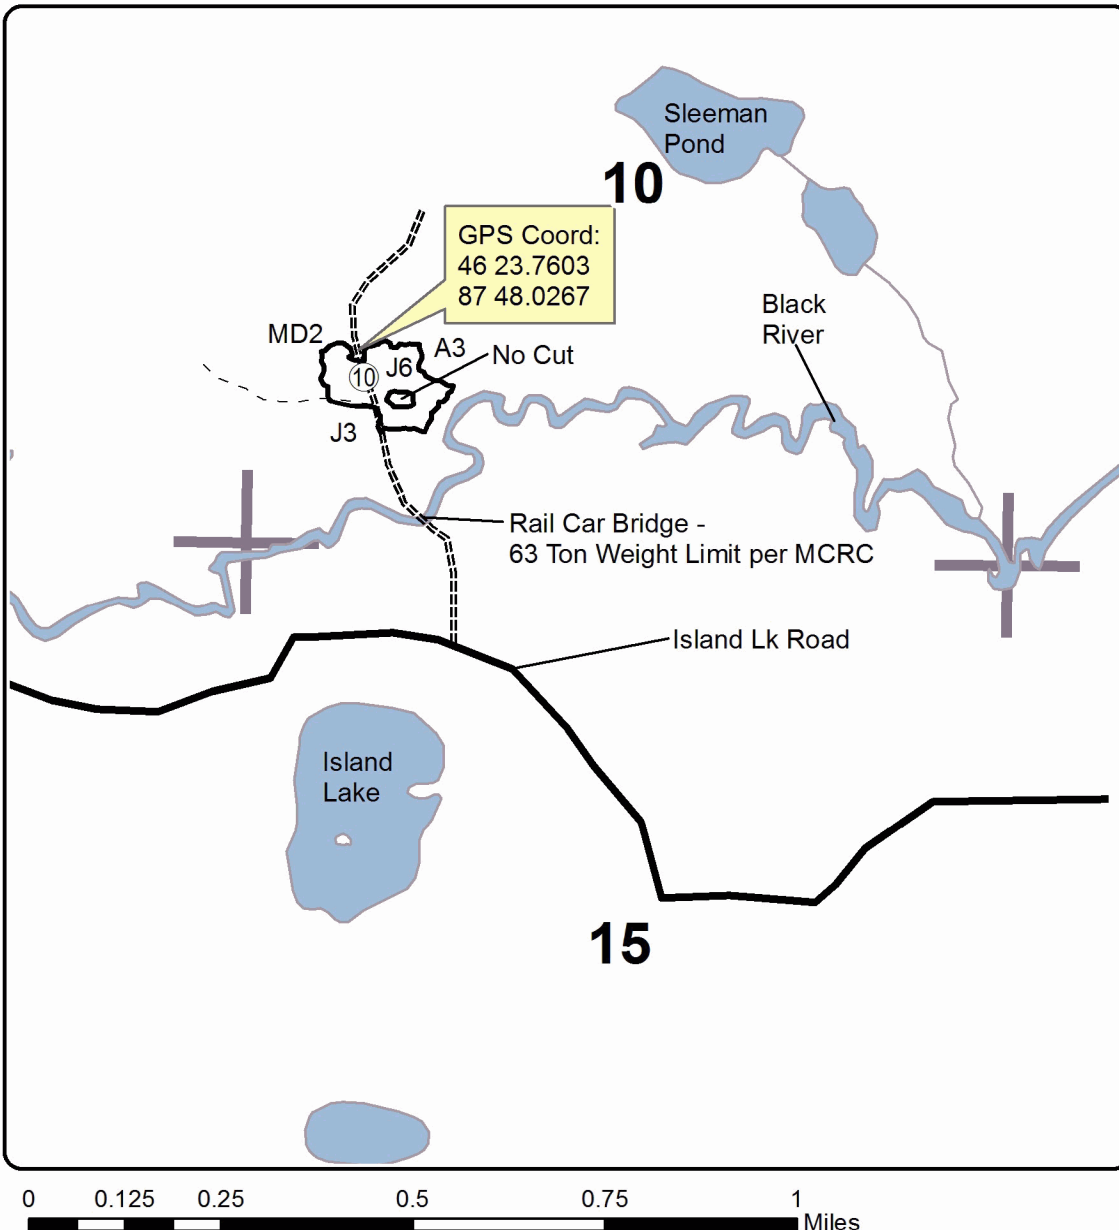 Sleeman
Pond
10
GPS Coord:
46 23.7603
87 48.0267
Black
River
MD2
A3
No Cut
J6
10
J3
Rail Car Bridge -
63 Ton Weight Limit per MCRC
Island Lk Road
Island
Lake
15
0 0.125 0.25 0.5 0.75 1
Miles